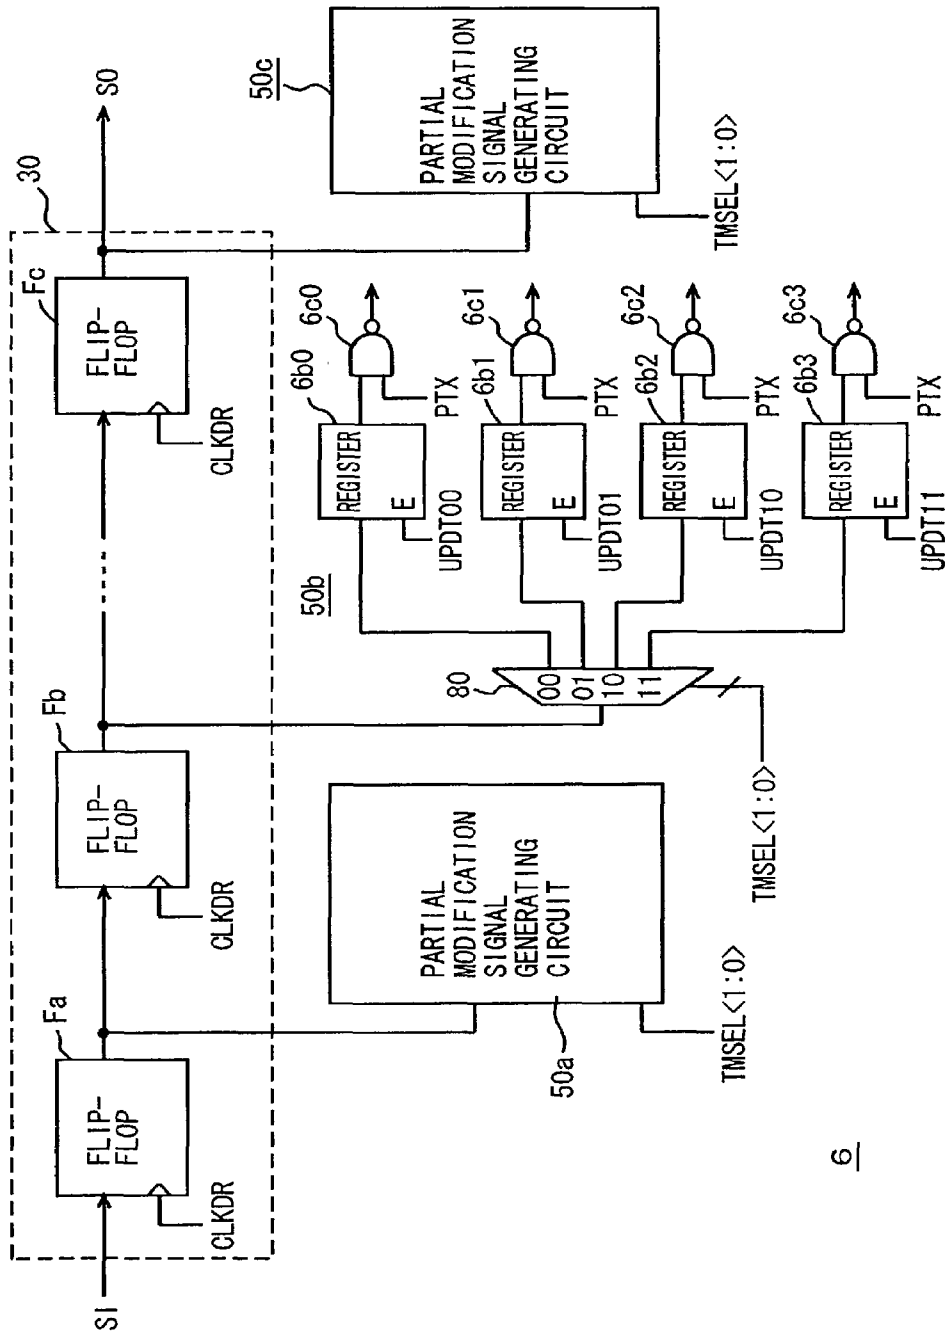 SI
30
SO
Fa
FLIP-
FLOP
CLKDR
Fb
FLIP-
FLOP
CLKDR
Fc
FLIP-
FLOP
CLKDR
PARTIAL
MODIFICATION
SIGNAL
GENERATING
CIRCUIT
50a
TMSEL<1:0>
50b
80
00
01
10
11
TMSEL<1:0>
6b0
REGISTER
E
UPDT00
6c0
PTX
6b1
REGISTER
E
UPDT01
6c1
PTX
6b2
REGISTER
E
UPDT10
6c2
PTX
6b3
REGISTER
E
UPDT11
6c3
PTX
50c
PARTIAL
MODIFICATION
SIGNAL
GENERATING
CIRCUIT
TMSEL<1:0>
6